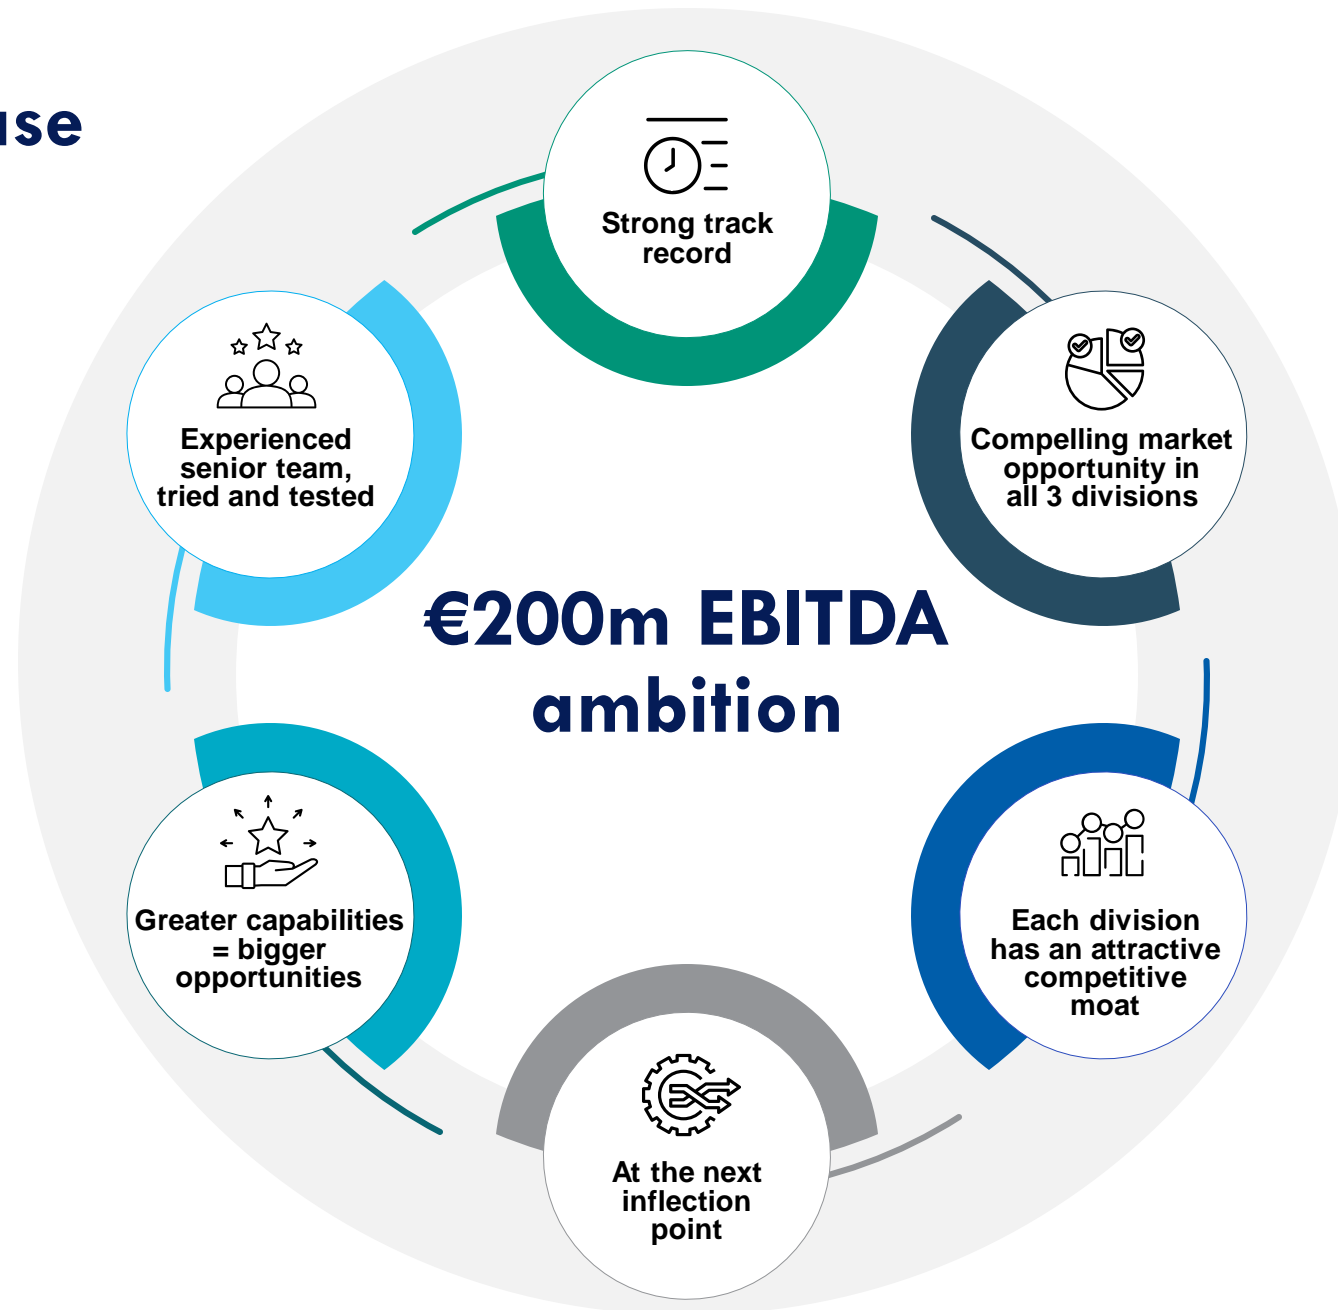 Strong track
record
Compelling market
opportunity in
all 3 divisions
Each division
has an attractive
competitive
moat
At the next
inflection
point
Greater capabilities
= bigger
opportunities
Experienced
senior team,
tried and tested
€200m EBITDA
ambition